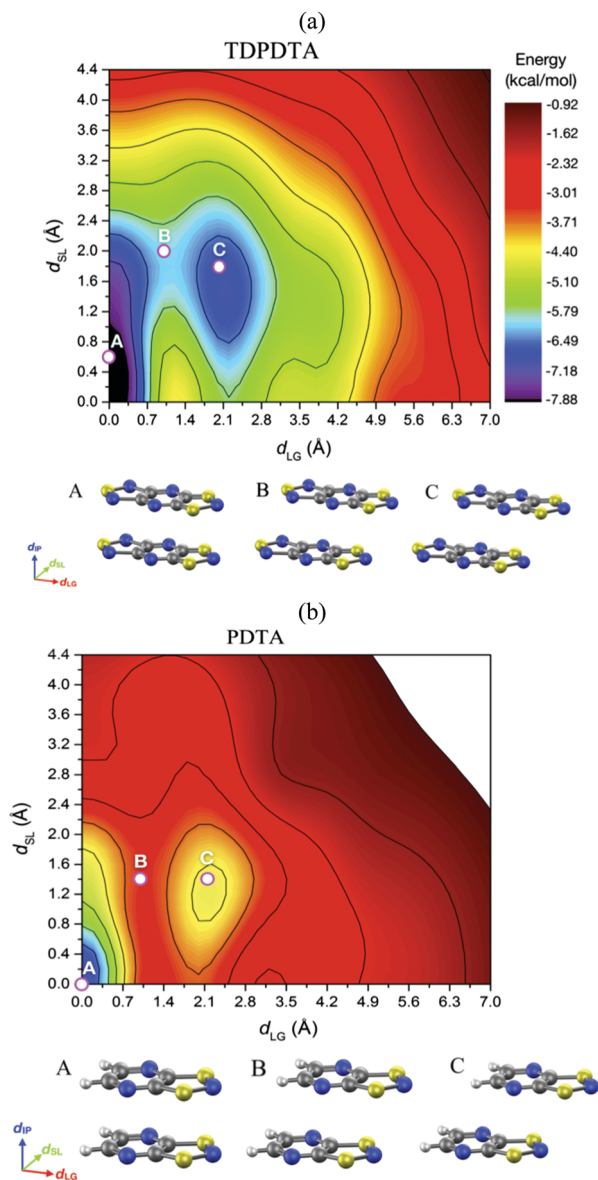 (a)
TDPDTA
Energy
(kcal/mol)
4.4
4.0
3.6
3.2
2.8
2.4
2.0
1.6
1.2
0.8
0.4
0.0
dSL (Å)
A
B
C
-0.92
-1.62
-2.32
-3.01
-3.71
-4.40
-5.10
-5.79
-6.49
-7.18
-7.88
0.0 0.7 1.4 2.1 2.8 3.5 4.2 4.9 5.6 6.3 7.0
dLG (Å)
A B C
dIP
dSL
dLG
(b)
PDTA
4.4
4.0
3.6
3.2
2.8
2.4
2.0
1.6
1.2
0.8
0.4
0.0
dSL (Å)
B C
A
0.0 0.7 1.4 2.1 2.8 3.5 4.2 4.9 5.6 6.3 7.0
dLG (Å)
A B C
dIP
dSL
dLG